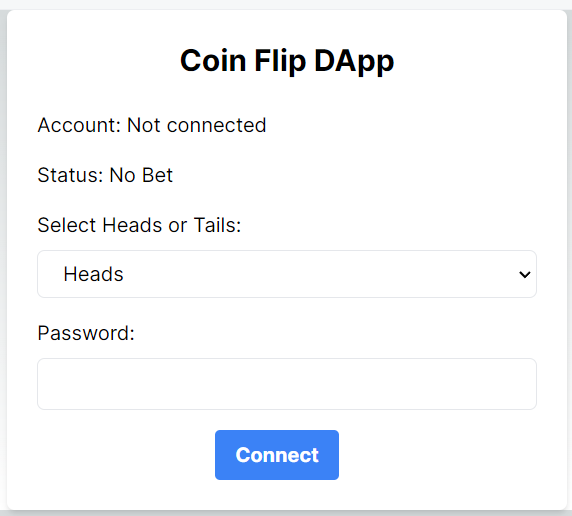 Coin Flip DApp
Account: Not connected
Status: No Bet
Select Heads or Tails:
Heads
Password:
Connect